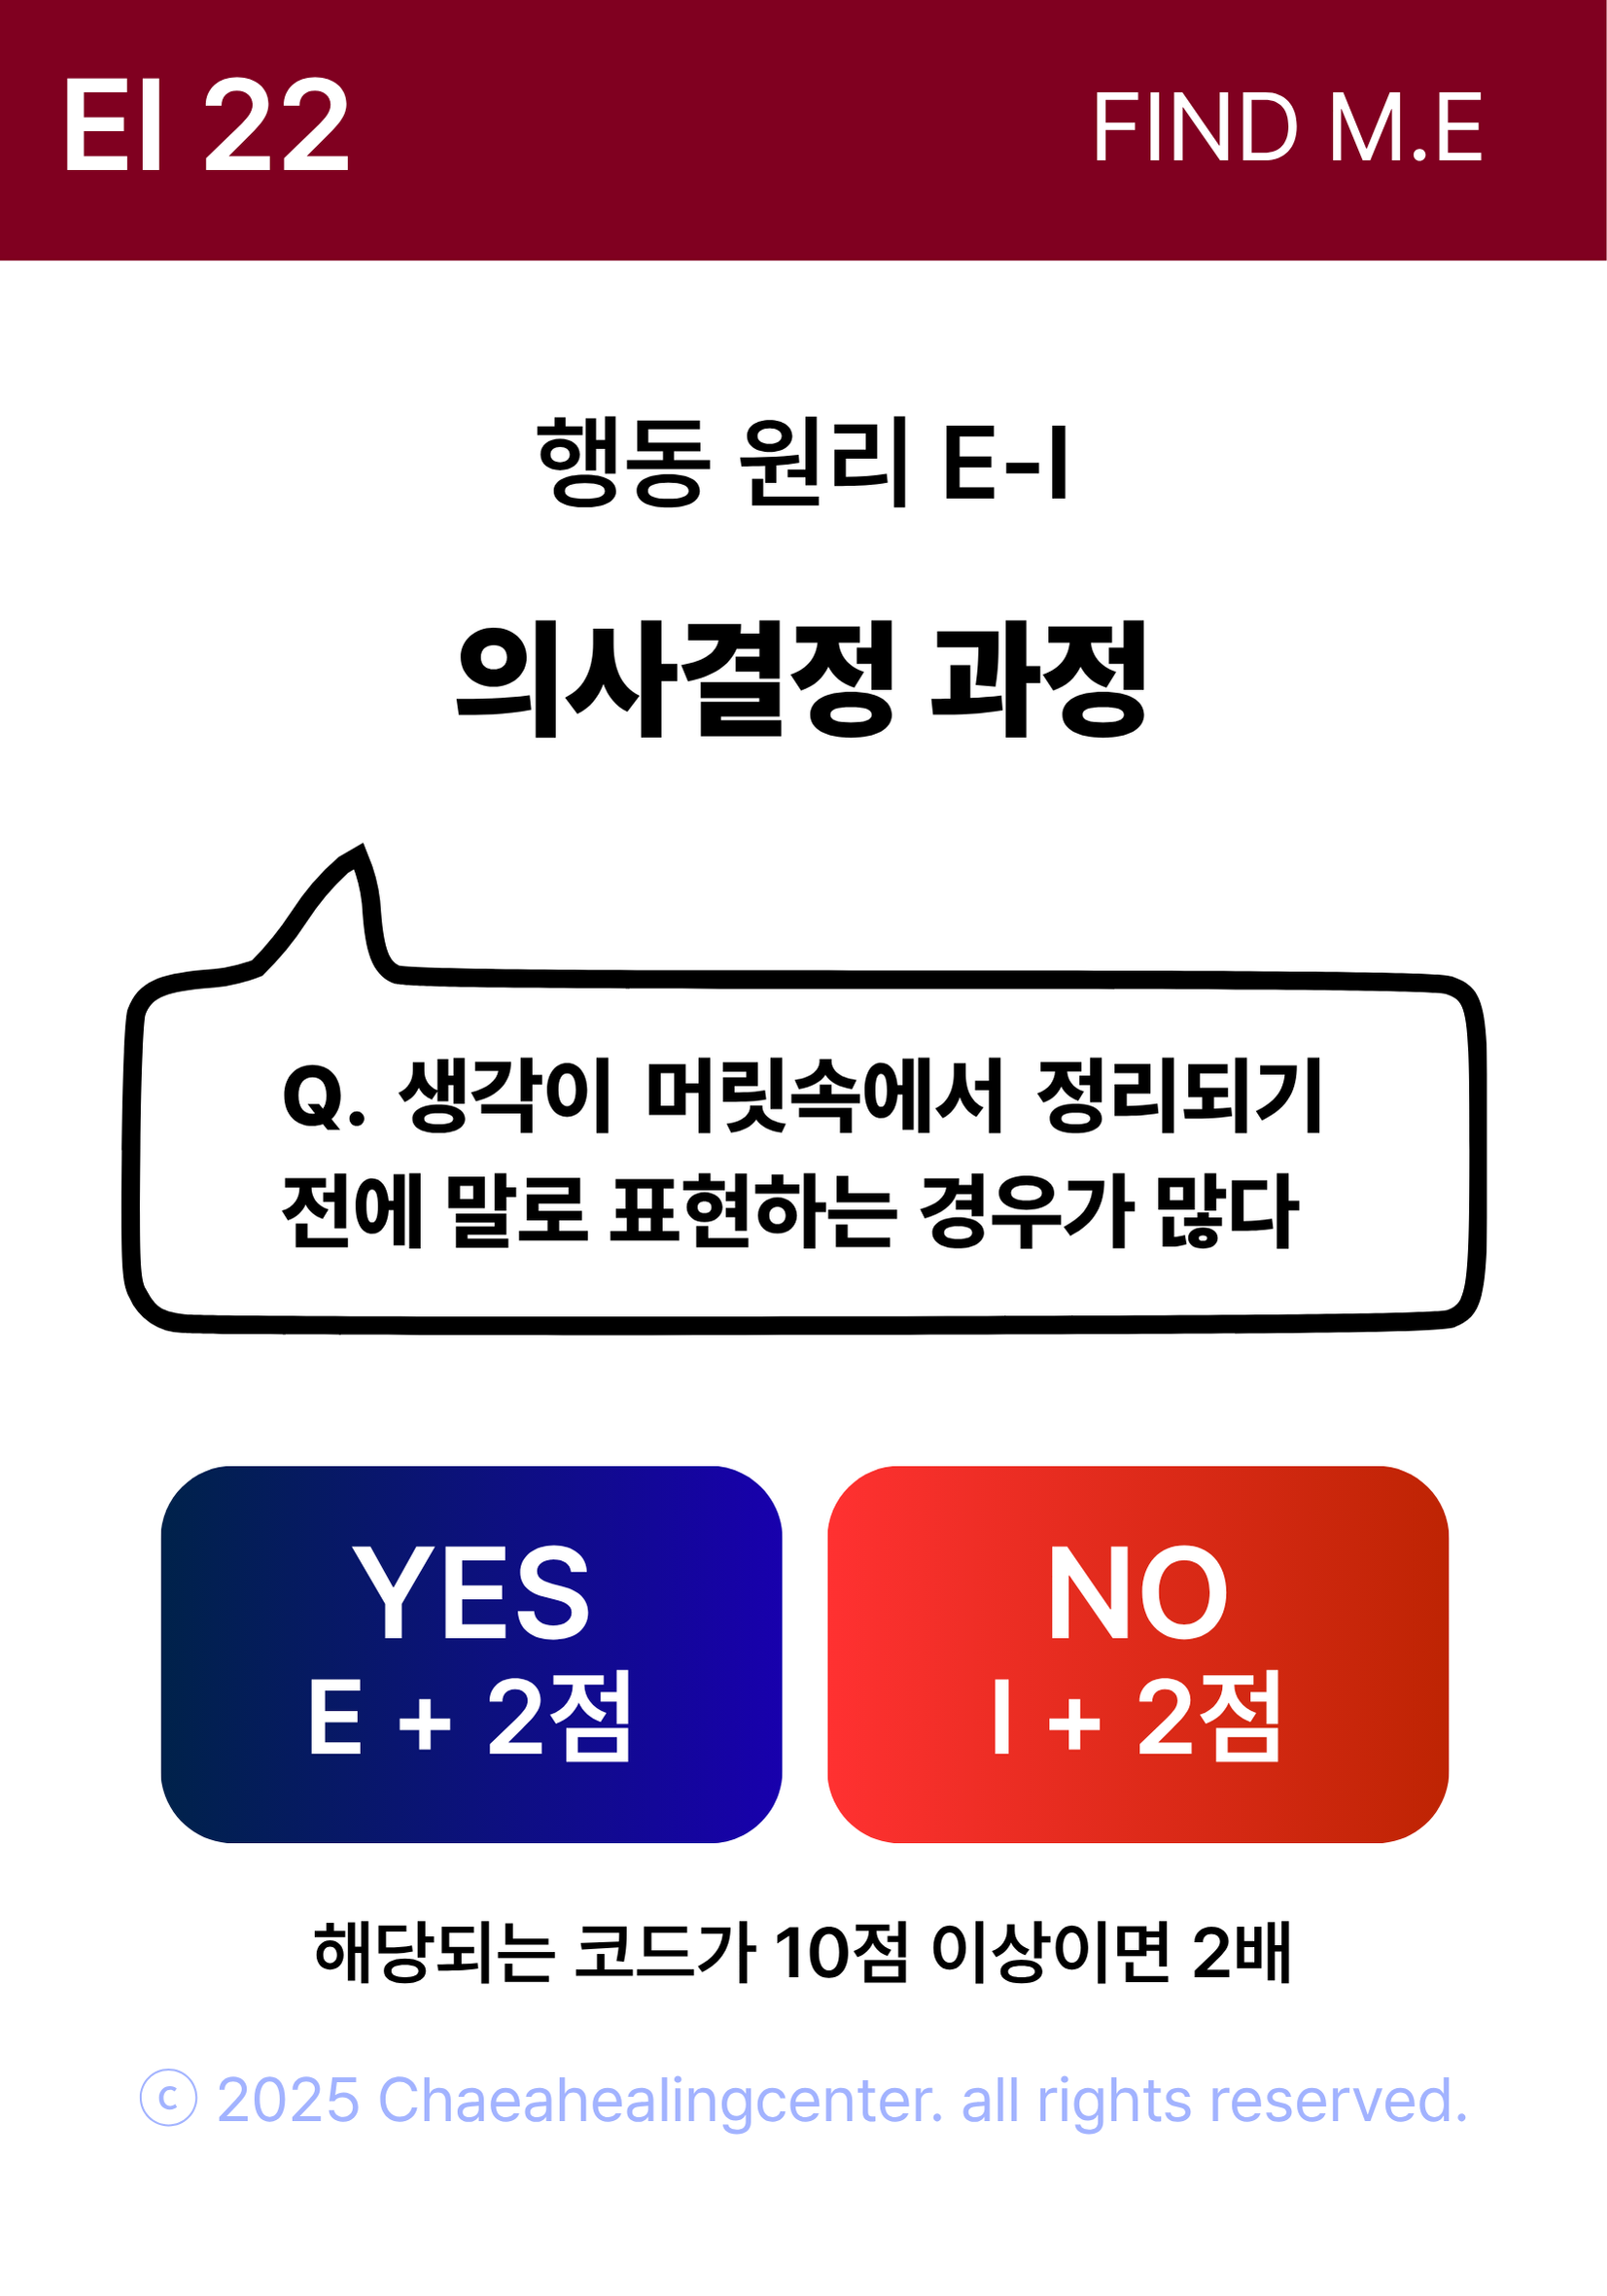 EI 22
FIND M.E
행동 원리 E-I
의사결정 과정
Q. 생각이 머릿속에서 정리되기
전에 말로 표현하는 경우가 많다
YES
E + 2점
NO
I + 2점
해당되는 코드가 10점 이상이면 2배
© 2025 Chaeahealingcenter. all rights reserved.